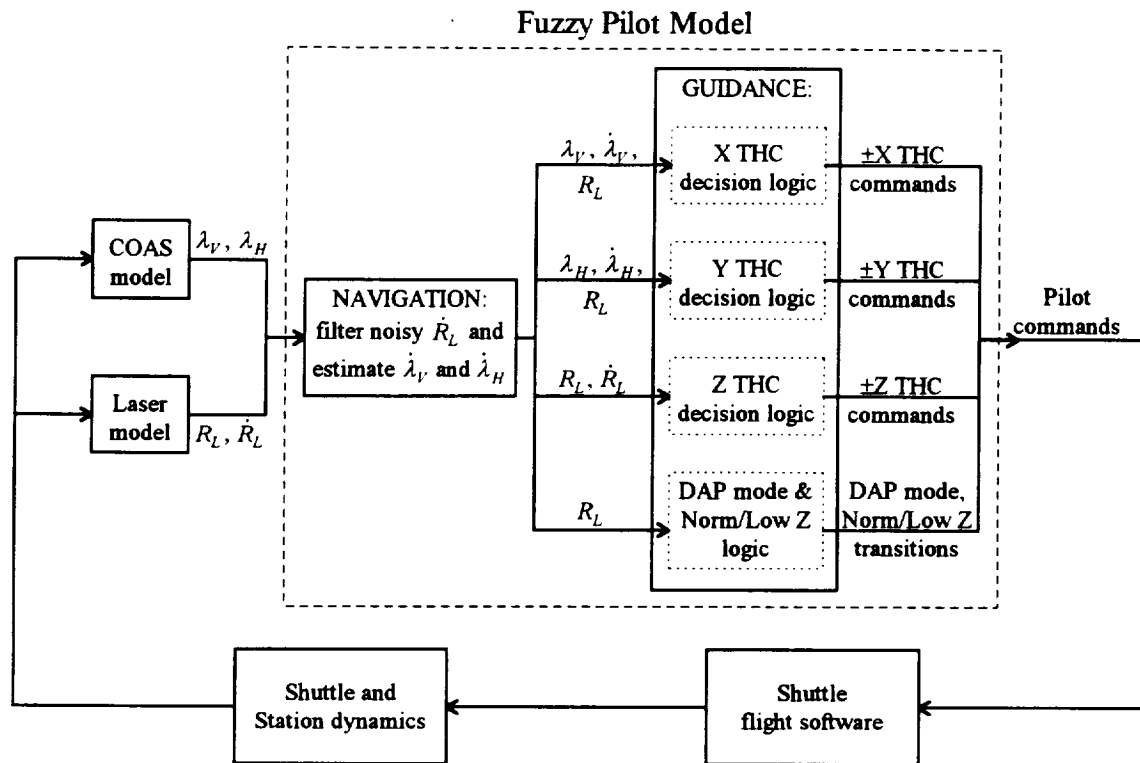 Fuzzy Pilot Model
GUIDANCE:
λ_V, λ̇_V,
R_L
X THC
decision logic
±X THC
commands
COAS
model
λ_V, λ_H
λ_H, λ̇_H,
R_L
Y THC
decision logic
±Y THC
commands
NAVIGATION:
filter noisy Ṙ_L and
estimate λ̇_V and λ̇_H
Pilot
commands
Laser
model
R_L, Ṙ_L
R_L, Ṙ_L
Z THC
decision logic
±Z THC
commands
R_L
DAP mode &
Norm/Low Z
logic
DAP mode,
Norm/Low Z
transitions
Shuttle and
Station dynamics
Shuttle
flight software